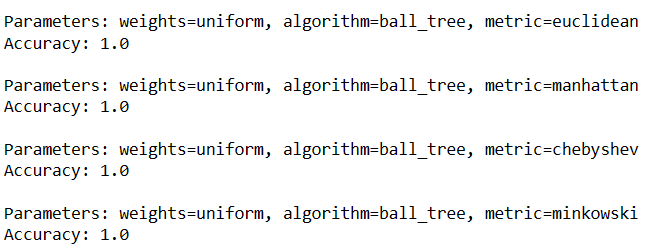 Parameters: weights=uniform, algorithm=ball_tree, metric=euclidean
Accuracy: 1.0
Parameters: weights=uniform, algorithm=ball_tree, metric=manhattan
Accuracy: 1.0
Parameters: weights=uniform, algorithm=ball_tree, metric=chebyshev
Accuracy: 1.0
Parameters: weights=uniform, algorithm=ball_tree, metric=minkowski
Accuracy: 1.0